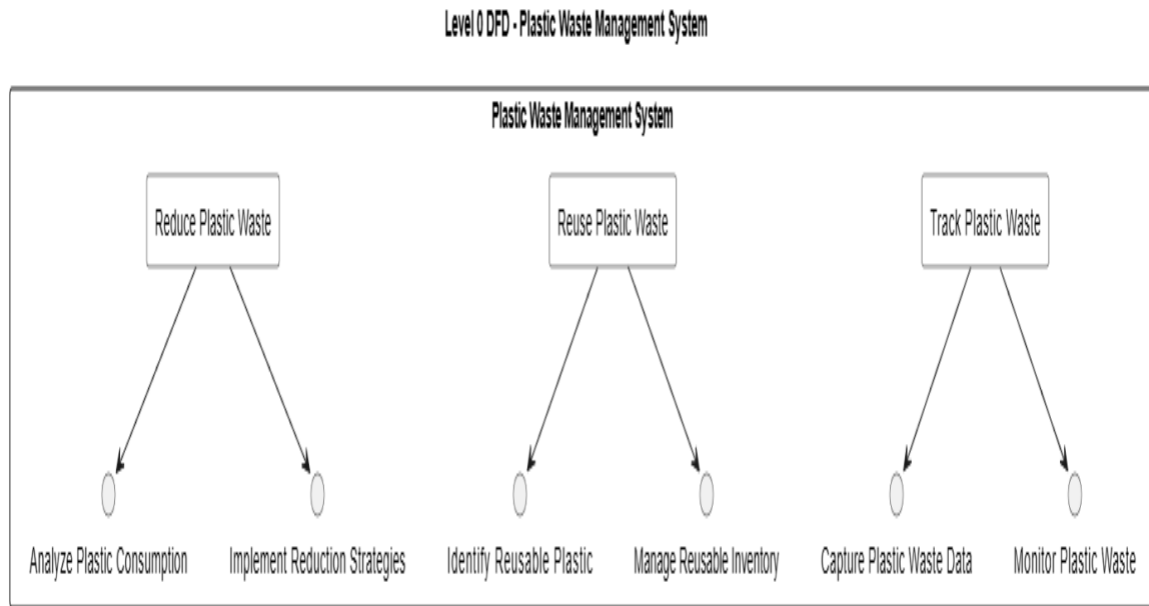 Level 0 DFD - Plastic Waste Management System
Plastic Waste Management System
Reduce Plastic Waste
Reuse Plastic Waste
Track Plastic Waste
Analyze Plastic Consumption
Implement Reduction Strategies
Identify Reusable Plastic
Manage Reusable Inventory
Capture Plastic Waste Data
Monitor Plastic Waste